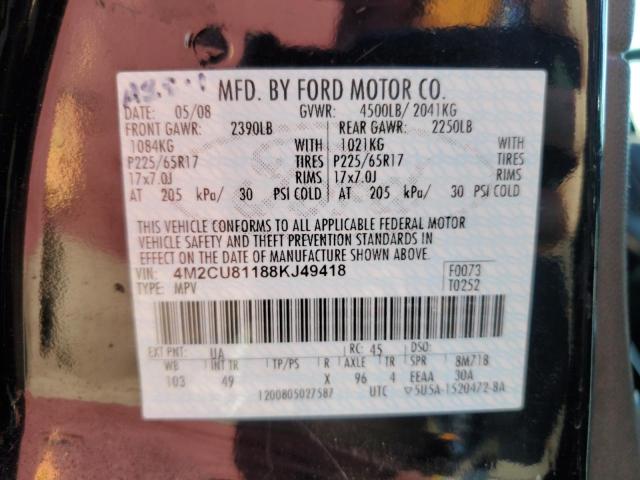 MFD. BY FORD MOTOR CO.
DATE: 05/08 GVWR: 4500LB/ 2041KG
FRONT GAWR: 2390LB REAR GAWR: 2250LB
1084KG WITH 1021KG WITH
P225/65R17 TIRES P225/65R17 TIRES
17x7.0J RIMS 17x7.0J RIMS
AT 205 kPa/ 30 PSI COLD AT 205 kPa/ 30 PSI COLD
THIS VEHICLE CONFORMS TO ALL APPLICABLE FEDERAL MOTOR
VEHICLE SAFETY AND THEFT PREVENTION STANDARDS IN
EFFECT ON THE DATE OF MANUFACTURE SHOWN ABOVE.
VIN: 4M2CU81188KJ49418 F0073
TYPE: MPV T0252
EXT PNT: UA RC: 45 DSO:
WB INT TR TP/PS R AXLE TR SPR 8M718
103 49 X 96 4 EEAA 30A
1200805027587 UTC ▽5U5A-1520472-BA